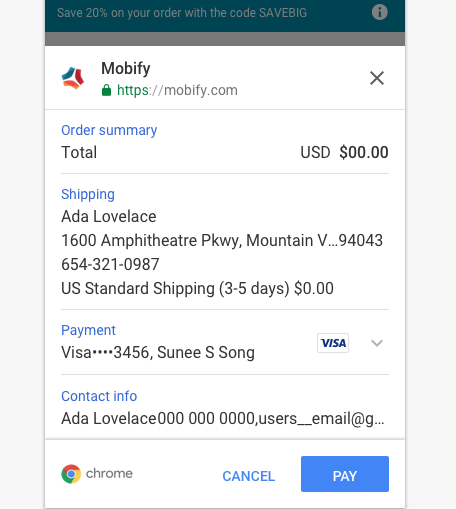 Save 20% on your order with the code SAVEBIG
Mobify
https://mobify.com
Order summary
Total USD $00.00
Shipping
Ada Lovelace
1600 Amphitheatre Pkwy, Mountain V...94043
654-321-0987
US Standard Shipping (3-5 days) $0.00
Payment
Visa••••3456, Sunee S Song VISA
Contact info
Ada Lovelace000 000 0000,users__email@g...
chrome CANCEL PAY